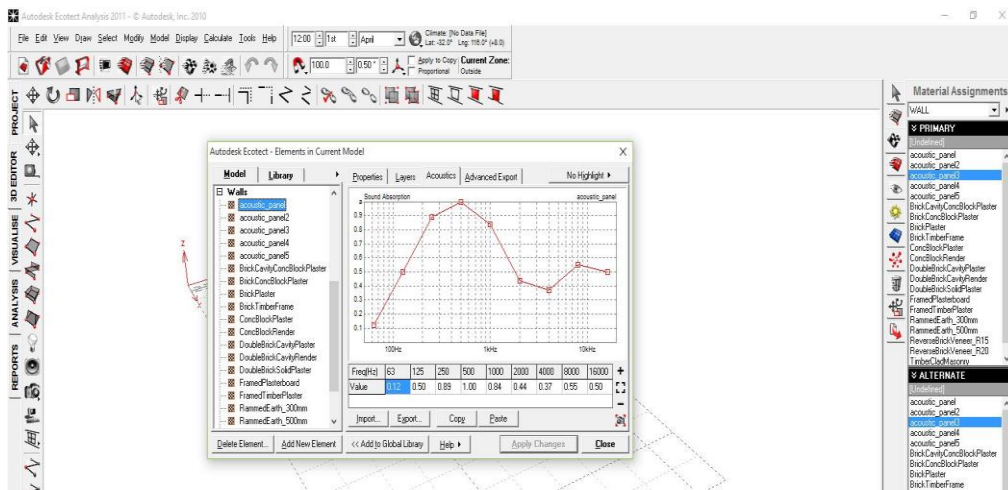 Autodesk Ecotect Analysis 2011 - © Autodesk, Inc. 2010
File Edit View Draw Select Modify Model Display Calculate Tools Help
12:00 1st April
Climate: [No Data File]
Lat: -32.0° Lng: 116.0° (+8.0)
100.0 0.50 °
Apply to Copy
Proportional
Current Zone:
Outside
PROJECT
3D EDITOR
VISUALISE
ANALYSIS
REPORTS
Z
X
Autodesk Ecotect - Elements in Current Model
Model Library
Walls
acoustic_panel
acoustic_panel2
acoustic_panel3
acoustic_panel4
acoustic_panel5
BrickCavityConcBlockPlaster
BrickConcBlockPlaster
BrickPlaster
BrickTimberFrame
ConcBlockPlaster
ConcBlockRender
DoubleBrickCavityPlaster
DoubleBrickCavityRender
DoubleBrickSolidPlaster
FramedPlasterboard
FramedTimberPlaster
RammedEarth_300mm
RammedEarth_500mm
Properties Layers Acoustics Advanced Export No Highlight
Sound Absorption acoustic_panel
a
0.9
0.8
0.7
0.6
0.5
0.4
0.3
0.2
0.1
100Hz 1kHz 10kHz
Freq(Hz) 63 125 250 500 1000 2000 4000 8000 16000
Value 0.12 0.50 0.89 1.00 0.84 0.44 0.37 0.55 0.50
Import... Export... Copy Paste
Delete Element... Add New Element << Add to Global Library Help Apply Changes Close
Material Assignments
WALL
PRIMARY
[Undefined]
acoustic_panel
acoustic_panel2
acoustic_panel3
acoustic_panel4
acoustic_panel5
BrickCavityConcBlockPlaster
BrickConcBlockPlaster
BrickPlaster
BrickTimberFrame
ConcBlockPlaster
ConcBlockRender
DoubleBrickCavityPlaster
DoubleBrickCavityRender
DoubleBrickSolidPlaster
FramedPlasterboard
FramedTimberPlaster
RammedEarth_300mm
RammedEarth_500mm
ReverseBrickVeneer_R15
ReverseBrickVeneer_R20
TimberCladMasonry
ALTERNATE
[Undefined]
acoustic_panel
acoustic_panel2
acoustic_panel3
acoustic_panel4
acoustic_panel5
BrickCavityConcBlockPlaster
BrickConcBlockPlaster
BrickPlaster
BrickTimberFrame